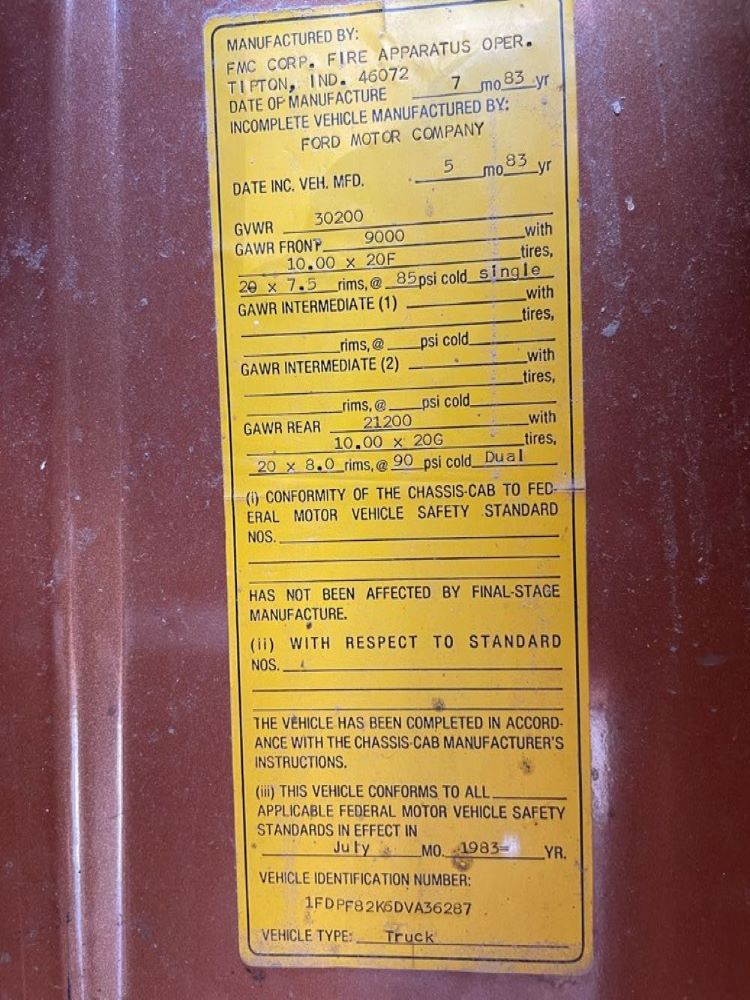 MANUFACTURED BY:
FMC CORP. FIRE APPARATUS OPER.
TIPTON, IND. 46072
DATE OF MANUFACTURE 7 mo 83 yr
INCOMPLETE VEHICLE MANUFACTURED BY:
FORD MOTOR COMPANY
DATE INC. VEH. MFD. 5 mo 83 yr
GVWR 30200
GAWR FRONT 9000 with
10.00 x 20F tires,
20 x 7.5 rims, @ 85 psi cold single
GAWR INTERMEDIATE (1) with
tires,
rims, @ psi cold
GAWR INTERMEDIATE (2) with
tires,
rims, @ psi cold
GAWR REAR 21200 with
10.00 x 20G tires,
20 x 8.0 rims, @ 90 psi cold Dual
(i) CONFORMITY OF THE CHASSIS-CAB TO FED-
ERAL MOTOR VEHICLE SAFETY STANDARD
NOS.
HAS NOT BEEN AFFECTED BY FINAL-STAGE
MANUFACTURE.
(ii) WITH RESPECT TO STANDARD
NOS.
THE VEHICLE HAS BEEN COMPLETED IN ACCORD-
ANCE WITH THE CHASSIS-CAB MANUFACTURER'S
INSTRUCTIONS.
(iii) THIS VEHICLE CONFORMS TO ALL
APPLICABLE FEDERAL MOTOR VEHICLE SAFETY
STANDARDS IN EFFECT IN
July MO. 1983= YR.
VEHICLE IDENTIFICATION NUMBER:
1FDPF82K6DVA36287
VEHICLE TYPE: Truck